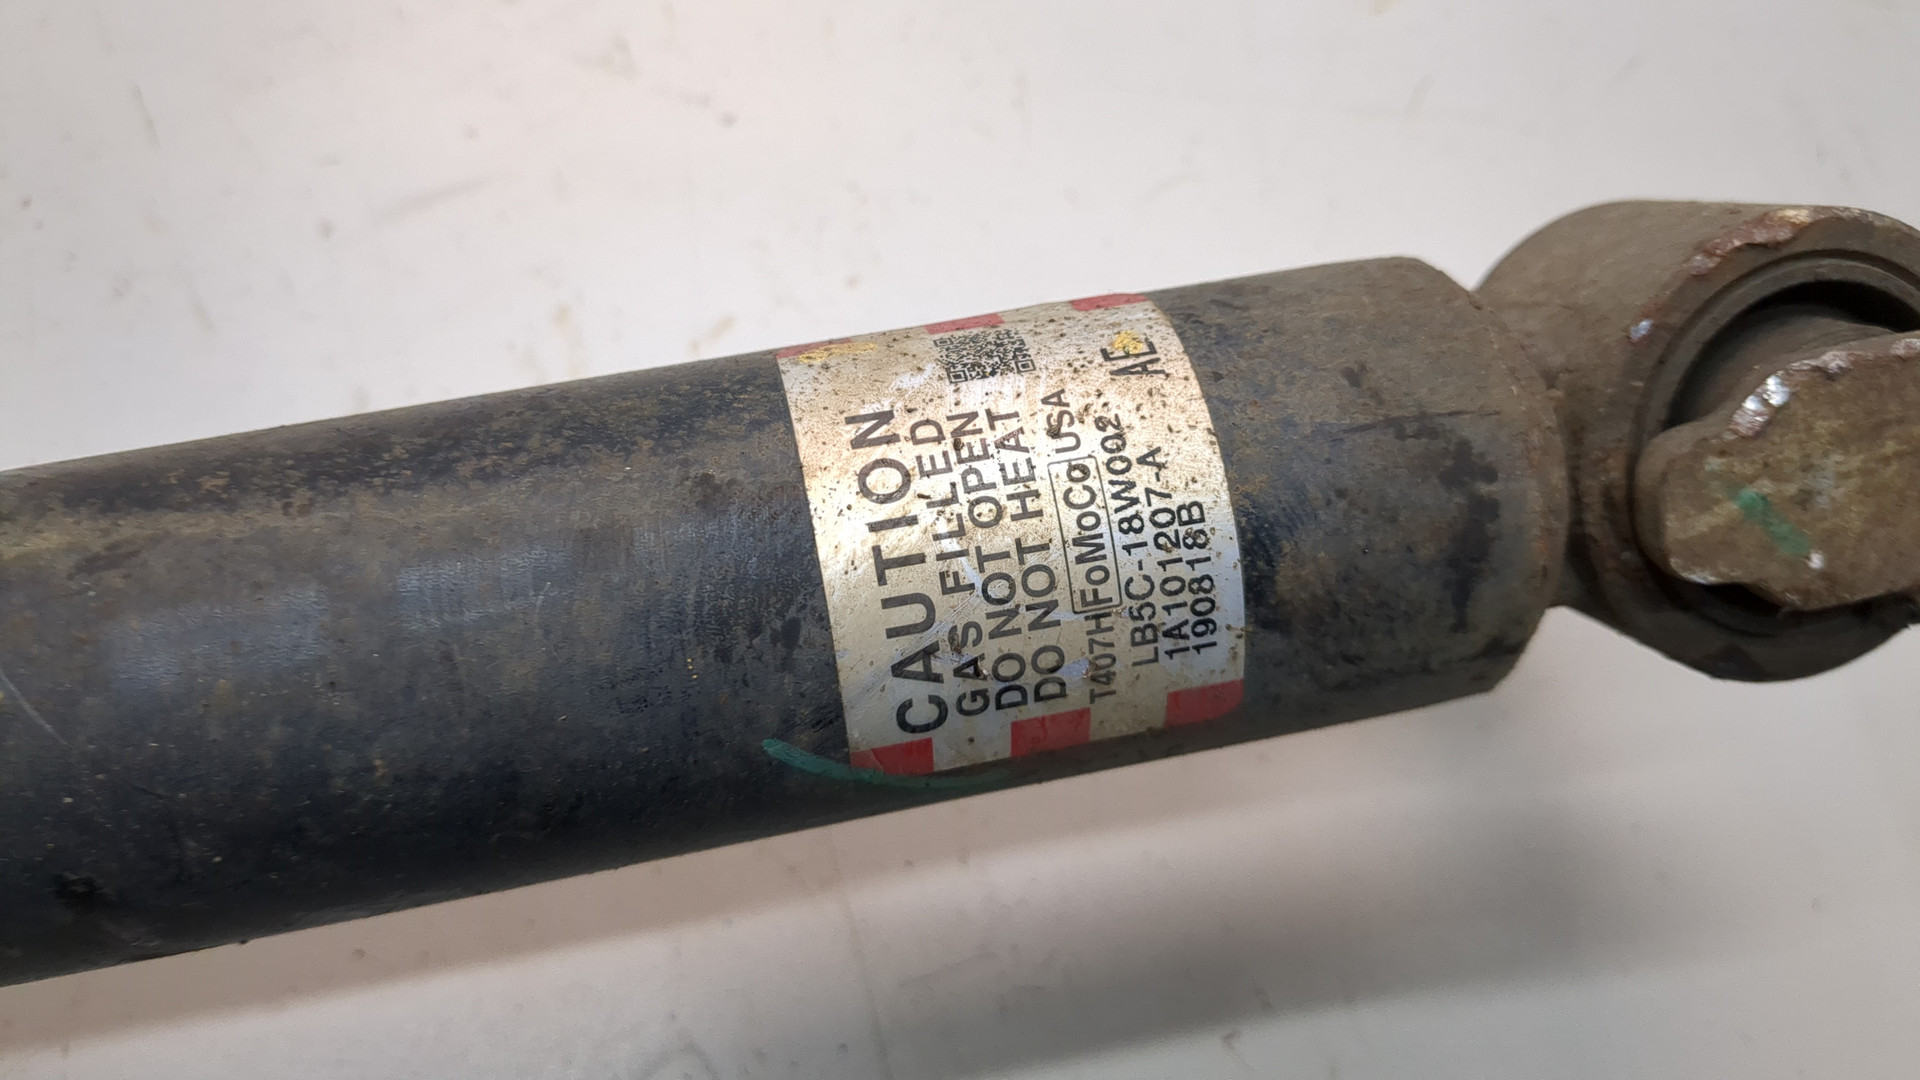 CAUTION
GAS FILLED,
DO NOT OPEN
DO NOT HEAT
T407H FoMoCo USA
LB5C-18W002 AE
1A101207-A
190818B